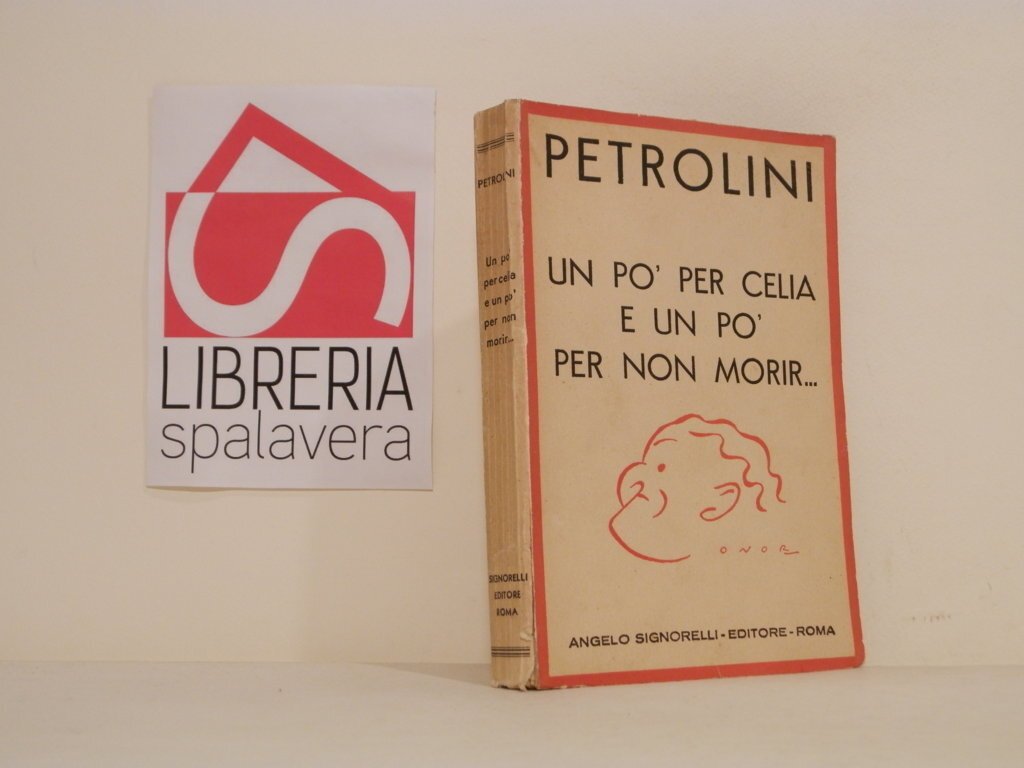 LIBRERIA
spalavera
PETROLINI
Un po'
per celia
e un po'
per non
morir...
SIGNORELLI
EDITORE
ROMA
PETROLINI
UN PO' PER CELIA
E UN PO'
PER NON MORIR...
ONOR
ANGELO SIGNORELLI-EDITORE-ROMA